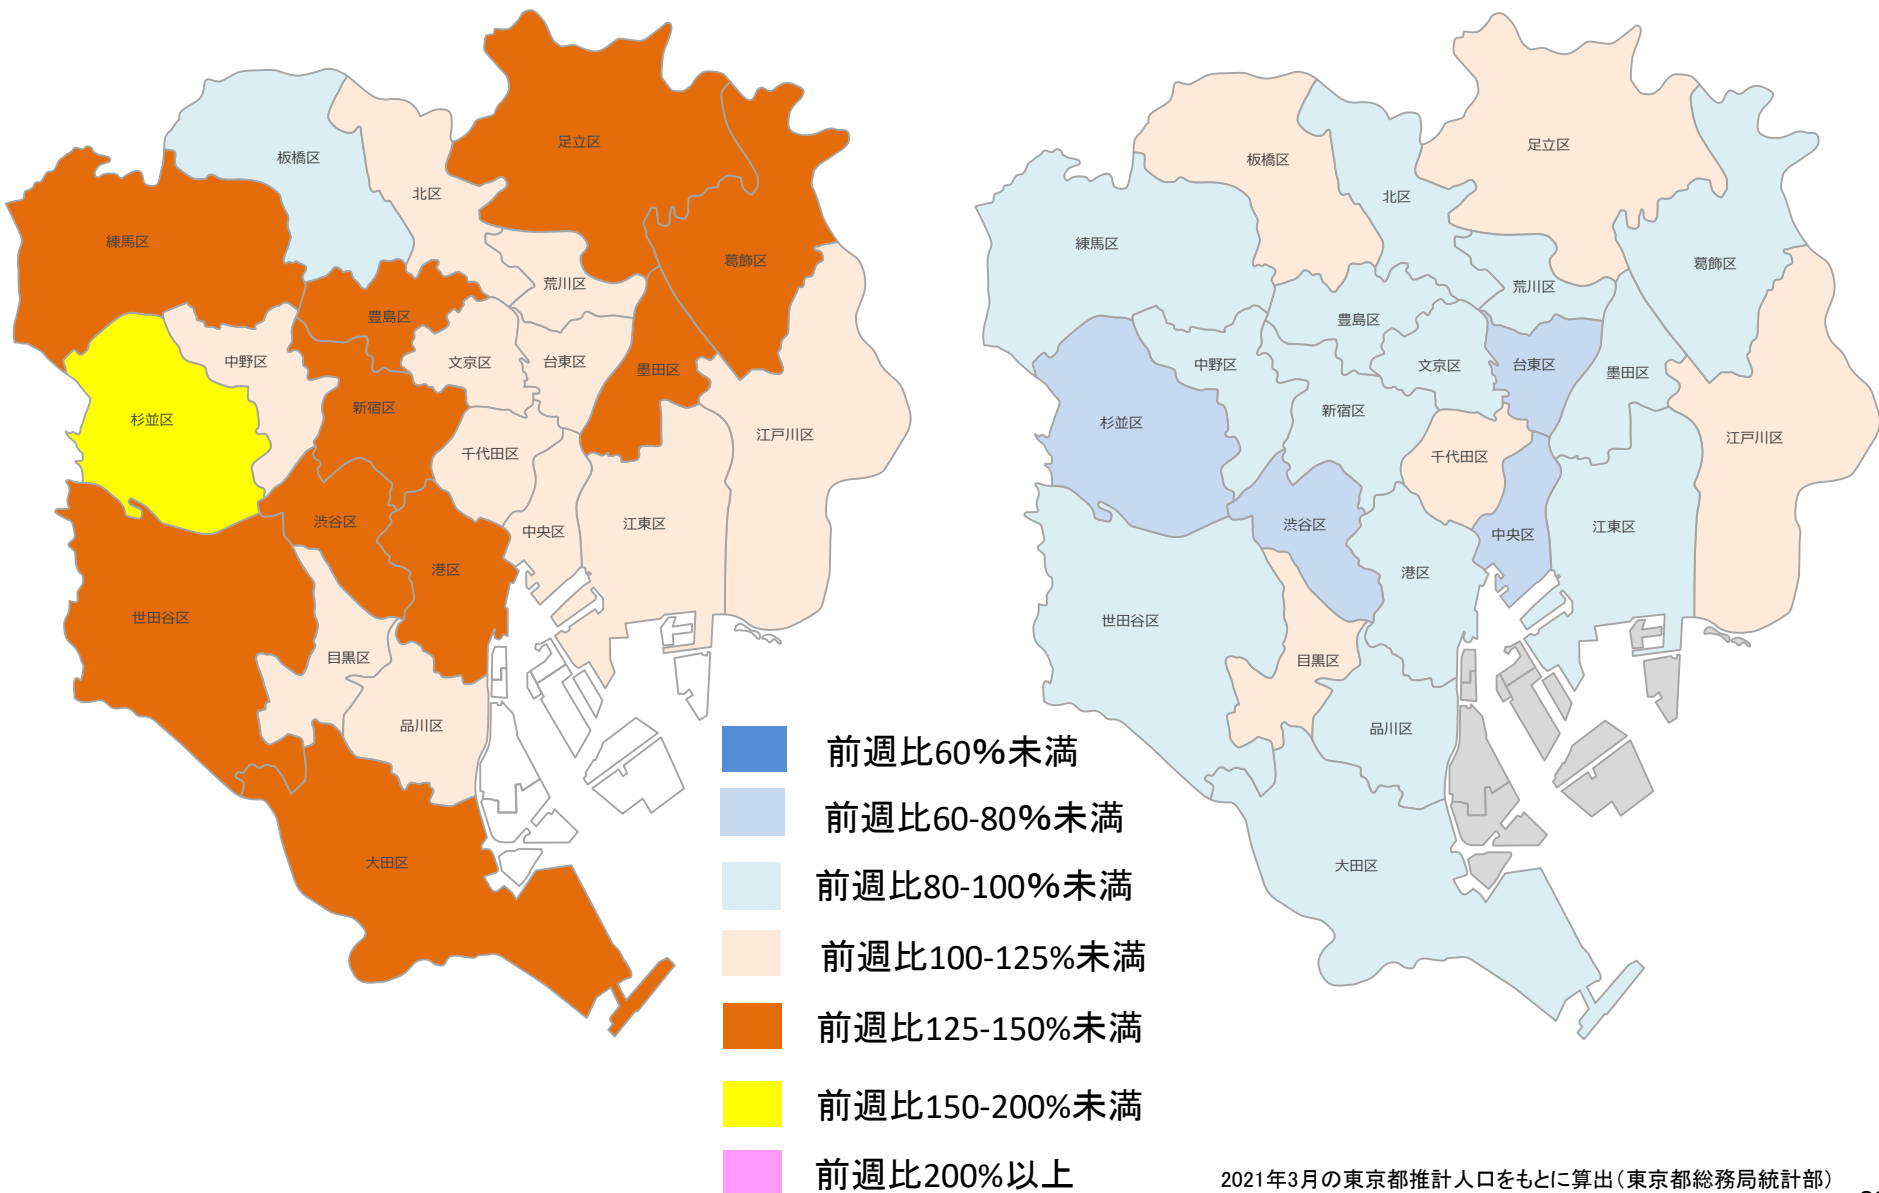 板橋区
北区
足立区
練馬区
葛飾区
荒川区
豊島区
中野区
文京区
台東区
墨田区
杉並区
新宿区
千代田区
江戸川区
渋谷区
中央区
江東区
港区
世田谷区
目黒区
品川区
大田区
足立区
板橋区
北区
練馬区
葛飾区
荒川区
豊島区
中野区
文京区
台東区
墨田区
杉並区
新宿区
千代田区
江戸川区
渋谷区
中央区
江東区
港区
世田谷区
目黒区
品川区
大田区
前週比60%未満
前週比60-80%未満
前週比80-100%未満
前週比100-125%未満
前週比125-150%未満
前週比150-200%未満
前週比200%以上
2021年3月の東京都推計人口をもとに算出（東京都総務局統計部）